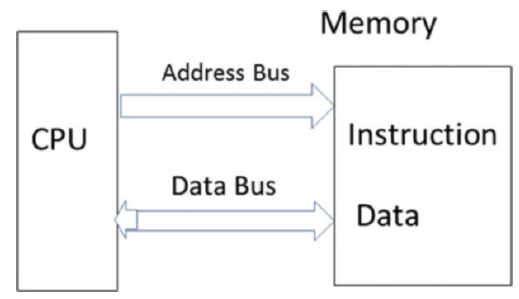 Memory
Address Bus
CPU
Instruction
Data Bus
Data